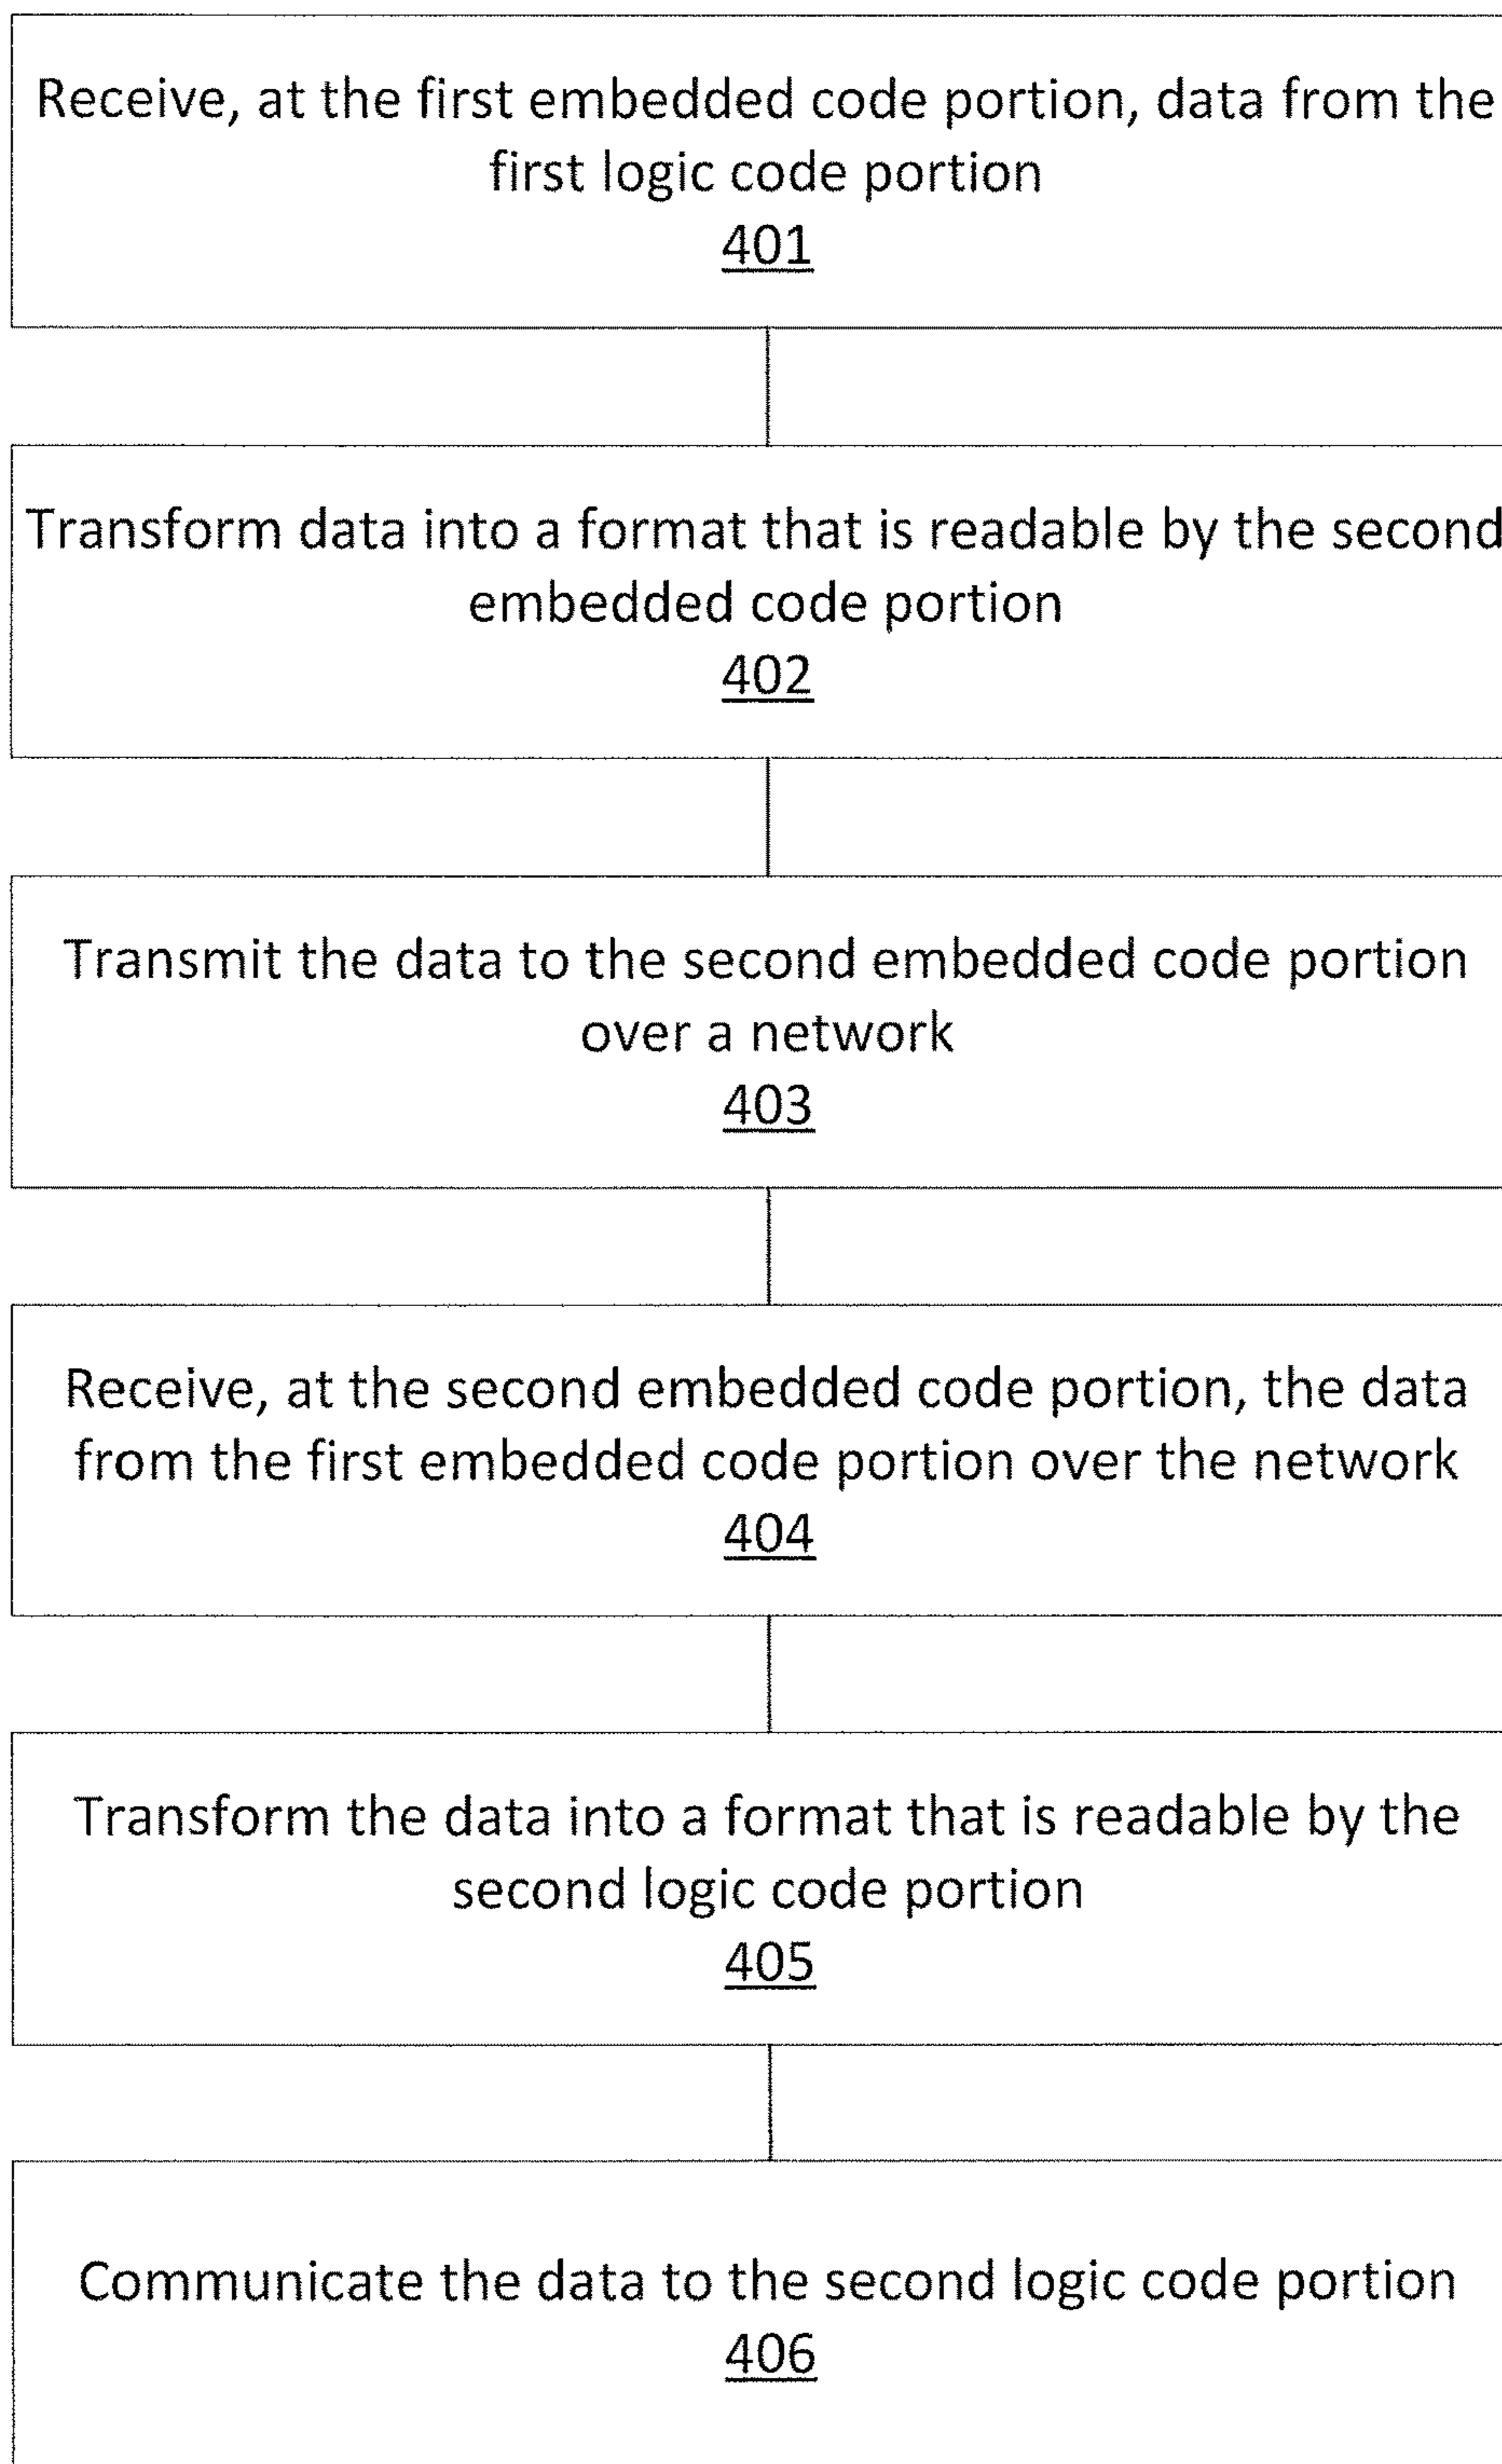 Receive, at the first embedded code portion, data from the
first logic code portion
401
Transform data into a format that is readable by the second
embedded code portion
402
Transmit the data to the second embedded code portion
over a network
403
Receive, at the second embedded code portion, the data
from the first embedded code portion over the network
404
Transform the data into a format that is readable by the
second logic code portion
405
Communicate the data to the second logic code portion
406